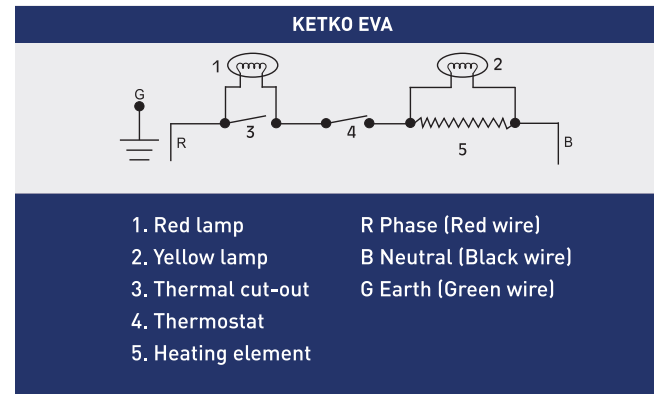 KETKO EVA
1
2
G
R
3
4
5
B
1. Red lamp
2. Yellow lamp
3. Thermal cut-out
4. Thermostat
5. Heating element
R Phase (Red wire)
B Neutral (Black wire)
G Earth (Green wire)